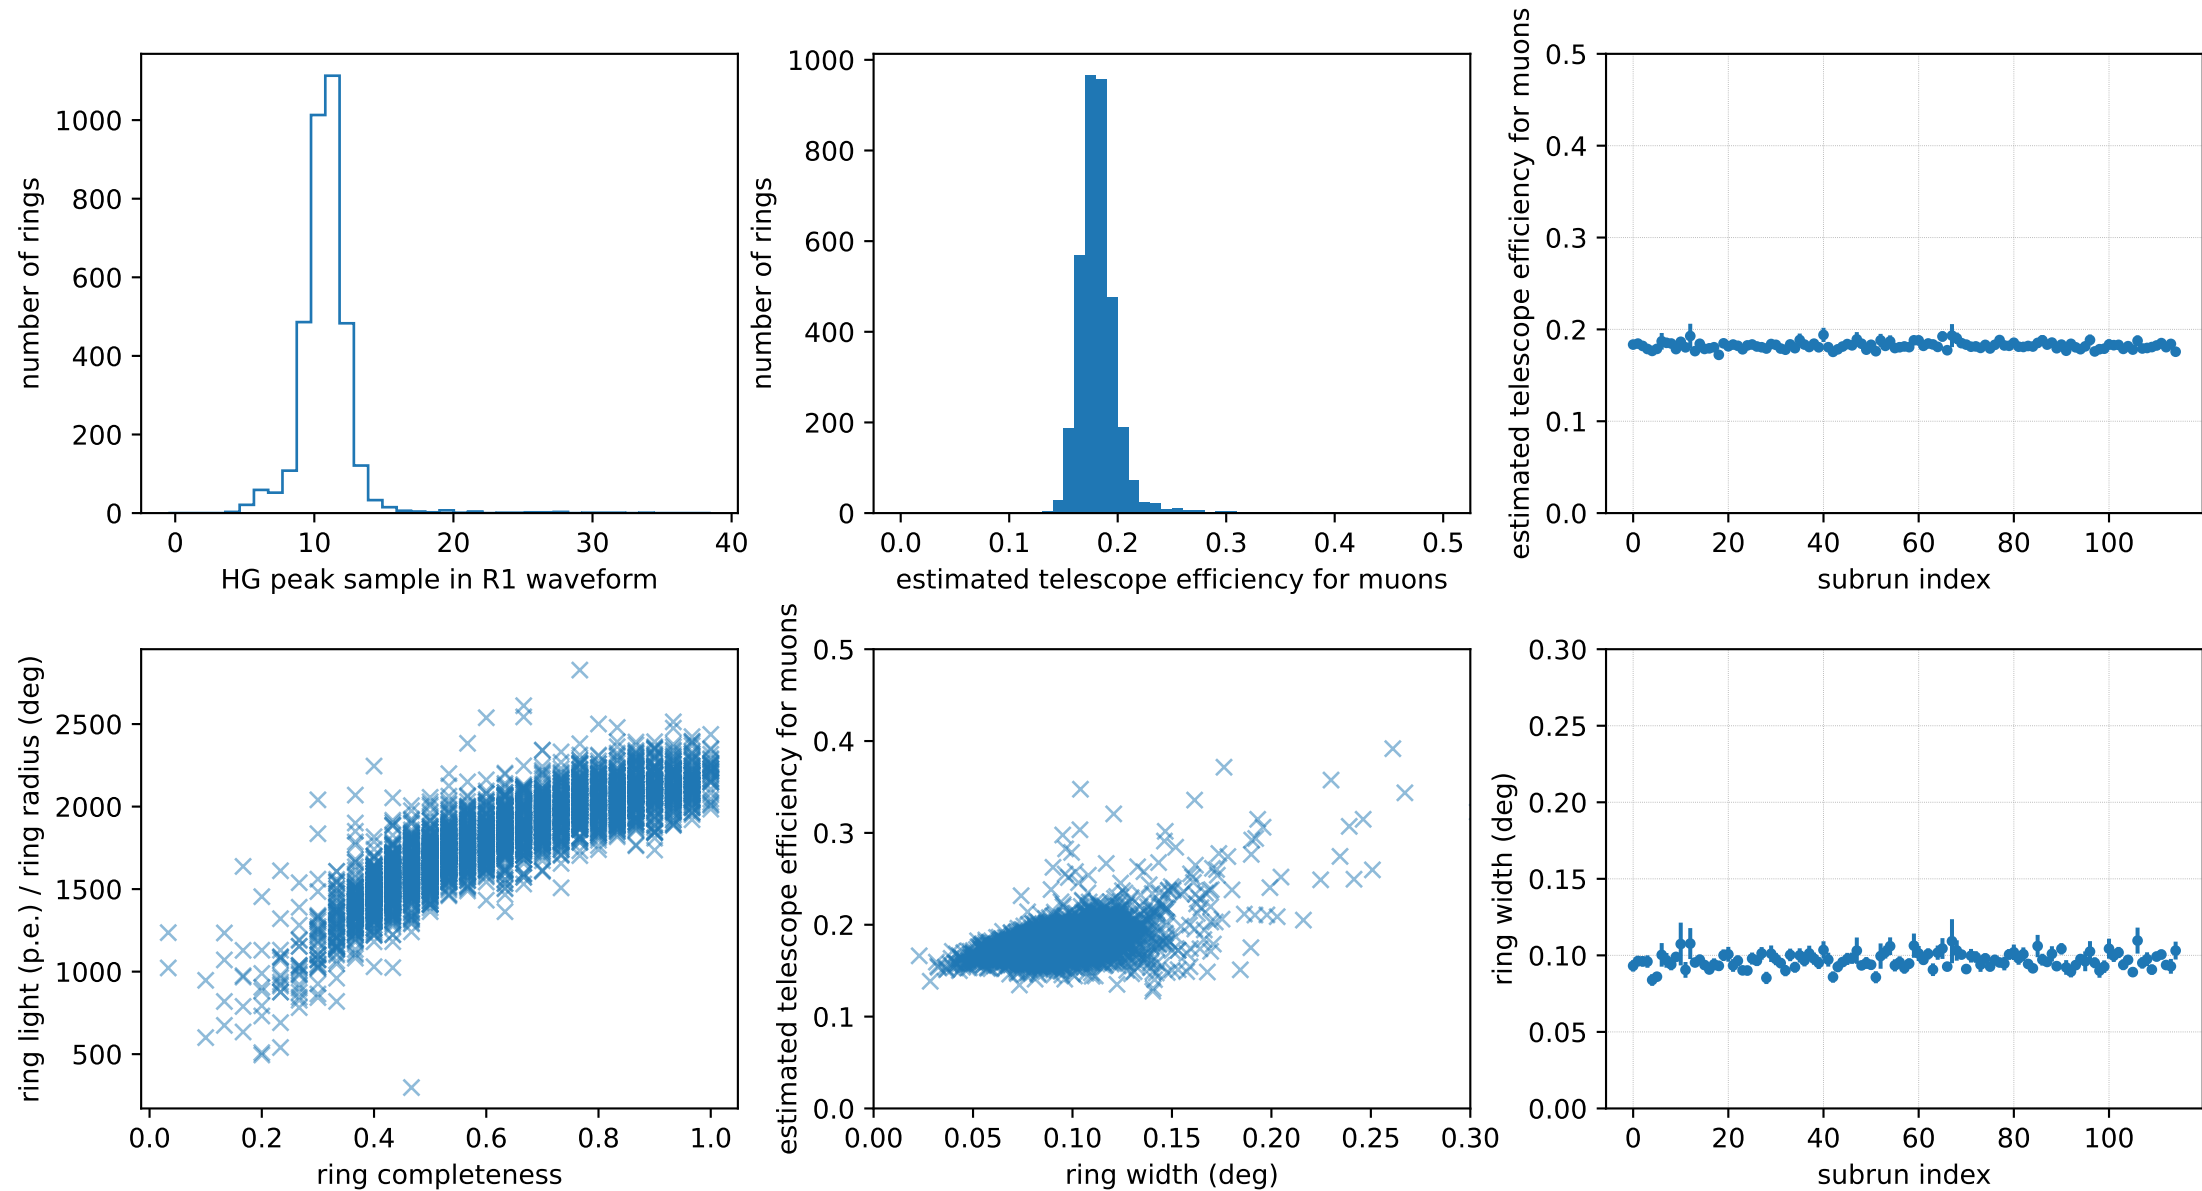 number of rings
1000
800
600
400
200
0
0 10 20 30 40
HG peak sample in R1 waveform
number of rings
1000
800
600
400
200
0
0.0 0.1 0.2 0.3 0.4 0.5
estimated telescope efficiency for muons
estimated telescope efficiency for muons
0.5
0.4
0.3
0.2
0.1
0.0
0 20 40 60 80 100
subrun index
ring light (p.e.) / ring radius (deg)
2500
2000
1500
1000
500
0.0 0.2 0.4 0.6 0.8 1.0
ring completeness
estimated telescope efficiency for muons
0.5
0.4
0.3
0.2
0.1
0.0
0.00 0.05 0.10 0.15 0.20 0.25 0.30
ring width (deg)
ring width (deg)
0.30
0.25
0.20
0.15
0.10
0.05
0.00
0 20 40 60 80 100
subrun index